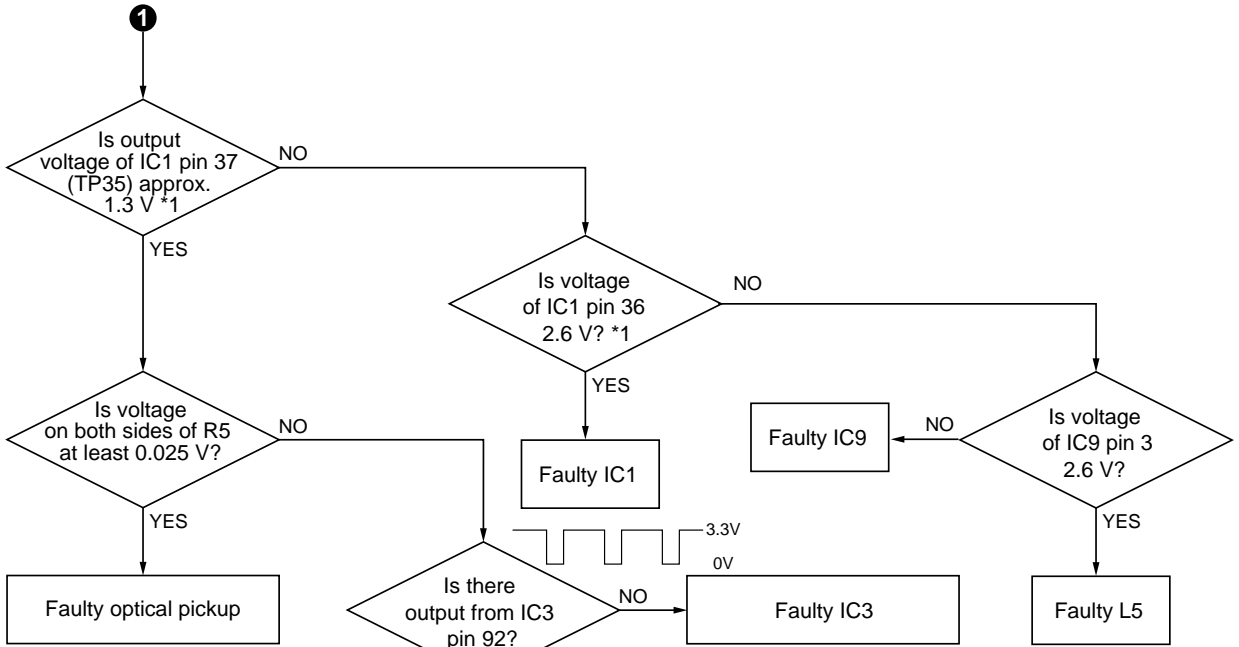 1
Is output
voltage of IC1 pin 37
(TP35) approx.
1.3 V *1
NO
YES
Is voltage
of IC1 pin 36
2.6 V? *1
NO
YES
Is voltage
on both sides of R5
at least 0.025 V?
NO
YES
Faulty IC1
Faulty IC9
NO
Is voltage
of IC9 pin 3
2.6 V?
YES
3.3V
0V
Faulty optical pickup
Is there
output from IC3
pin 92?
NO
Faulty IC3
Faulty L5